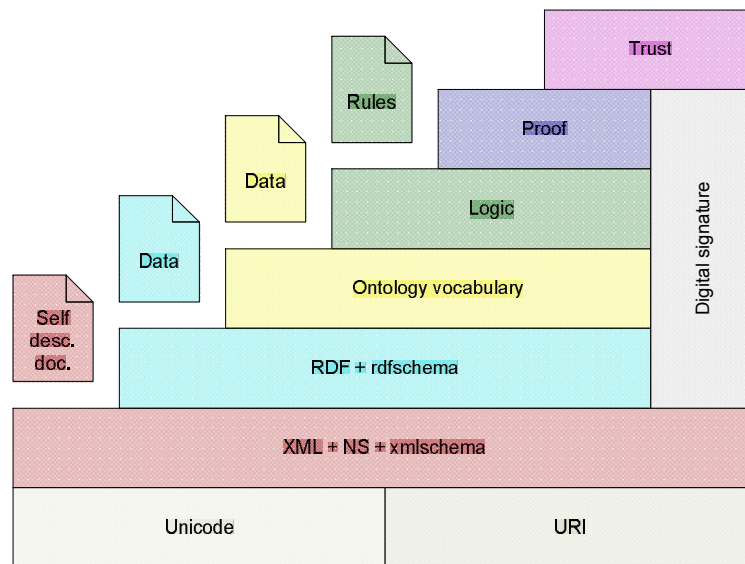 Trust
Rules
Proof
Data
Logic
Data
Ontology vocabulary
Digital signature
Self
desc.
doc.
RDF + rdfschema
XML + NS + xmlschema
Unicode
URI